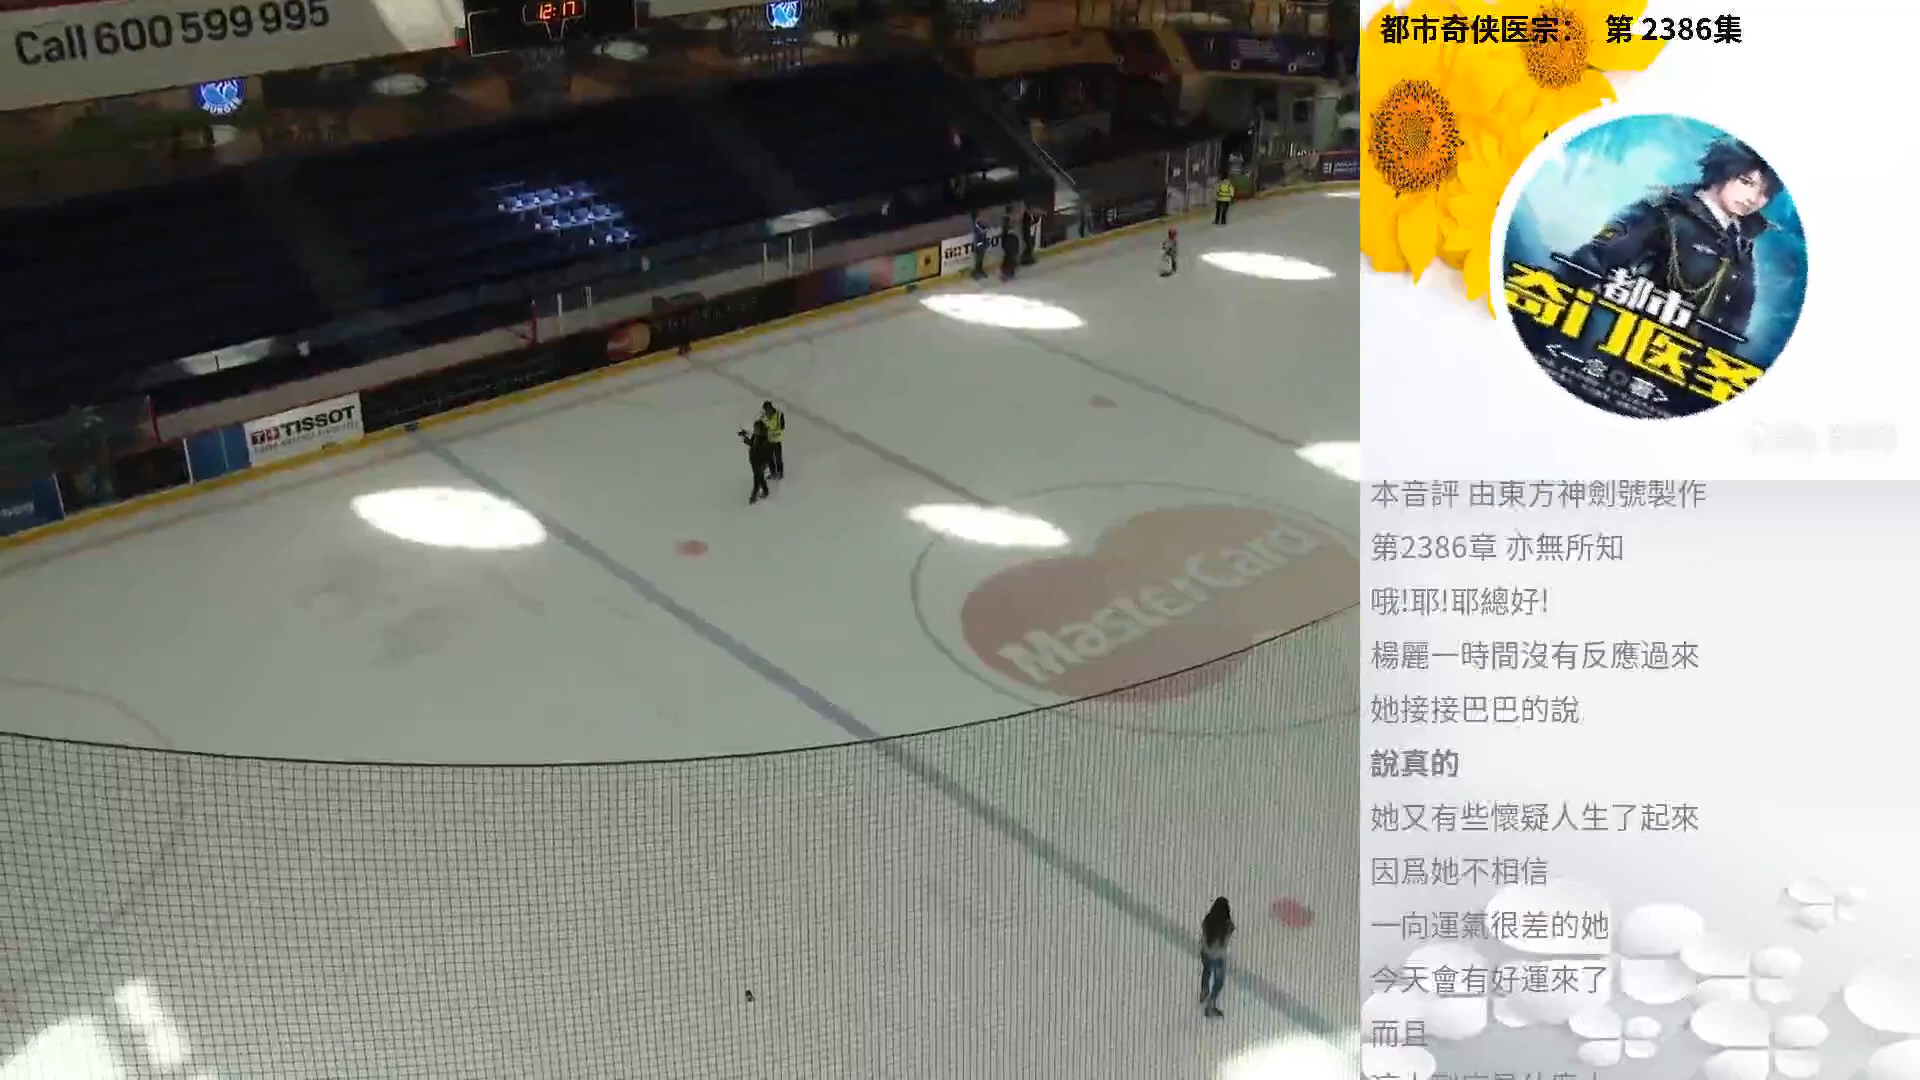 Call 600 599 995
12:17
BURGER
TISSOT
TISSOT
MasterCard
都市奇侠医宗： 第 2386集
都市
奇门医圣
本音評 由東方神劍號製作
第2386章 亦無所知
哦!耶!耶總好!
楊麗一時間沒有反應過來
她接接巴巴的說
說真的
她又有些懷疑人生了起來
因爲她不相信
一向運氣很差的她
今天會有好運來了
而且